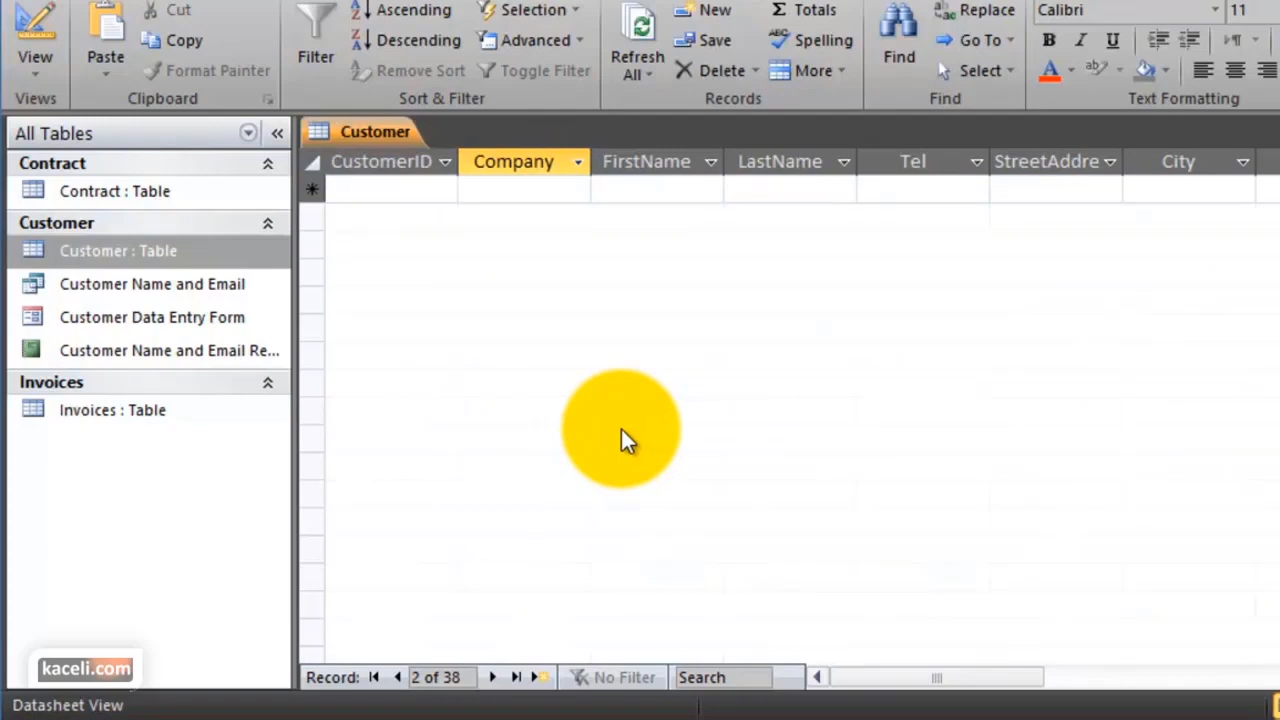 Cut
Copy
Format Painter
View
Paste
Views
Clipboard
Filter
Ascending
Descending
Remove Sort
Selection
Advanced
Toggle Filter
Sort & Filter
Refresh
All
New
Save
Delete
Totals
Spelling
More
Records
Find
Replace
Go To
Select
Find
Calibri
11
B I U
A ab
Text Formatting
All Tables
Contract
Contract : Table
Customer
Customer : Table
Customer Name and Email
Customer Data Entry Form
Customer Name and Email Re...
Invoices
Invoices : Table
Customer
CustomerID Company FirstName LastName Tel StreetAddre City
kaceli.com
Record: 2 of 38 No Filter Search
Datasheet View